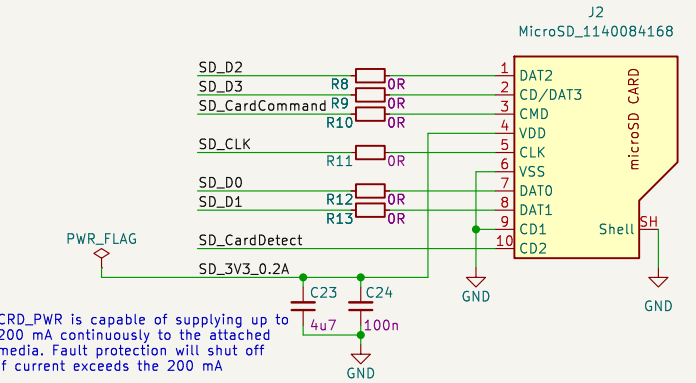 J2
MicroSD_1140084168
SD_D2 R8 0R 1 DAT2
SD_D3 R9 0R 2 CD/DAT3
SD_CardCommand R10 0R 3 CMD
4 VDD
SD_CLK R11 0R 5 CLK
6 VSS
SD_D0 R12 0R 7 DAT0
SD_D1 R13 0R 8 DAT1
9 CD1
SD_CardDetect 10 CD2
microSD CARD
Shell SH
PWR_FLAG
SD_3V3_0.2A
GND
GND
C23 4u7
C24 100n
GND
CRD_PWR is capable of supplying up to
200 mA continuously to the attached
media. Fault protection will shut off
if current exceeds the 200 mA